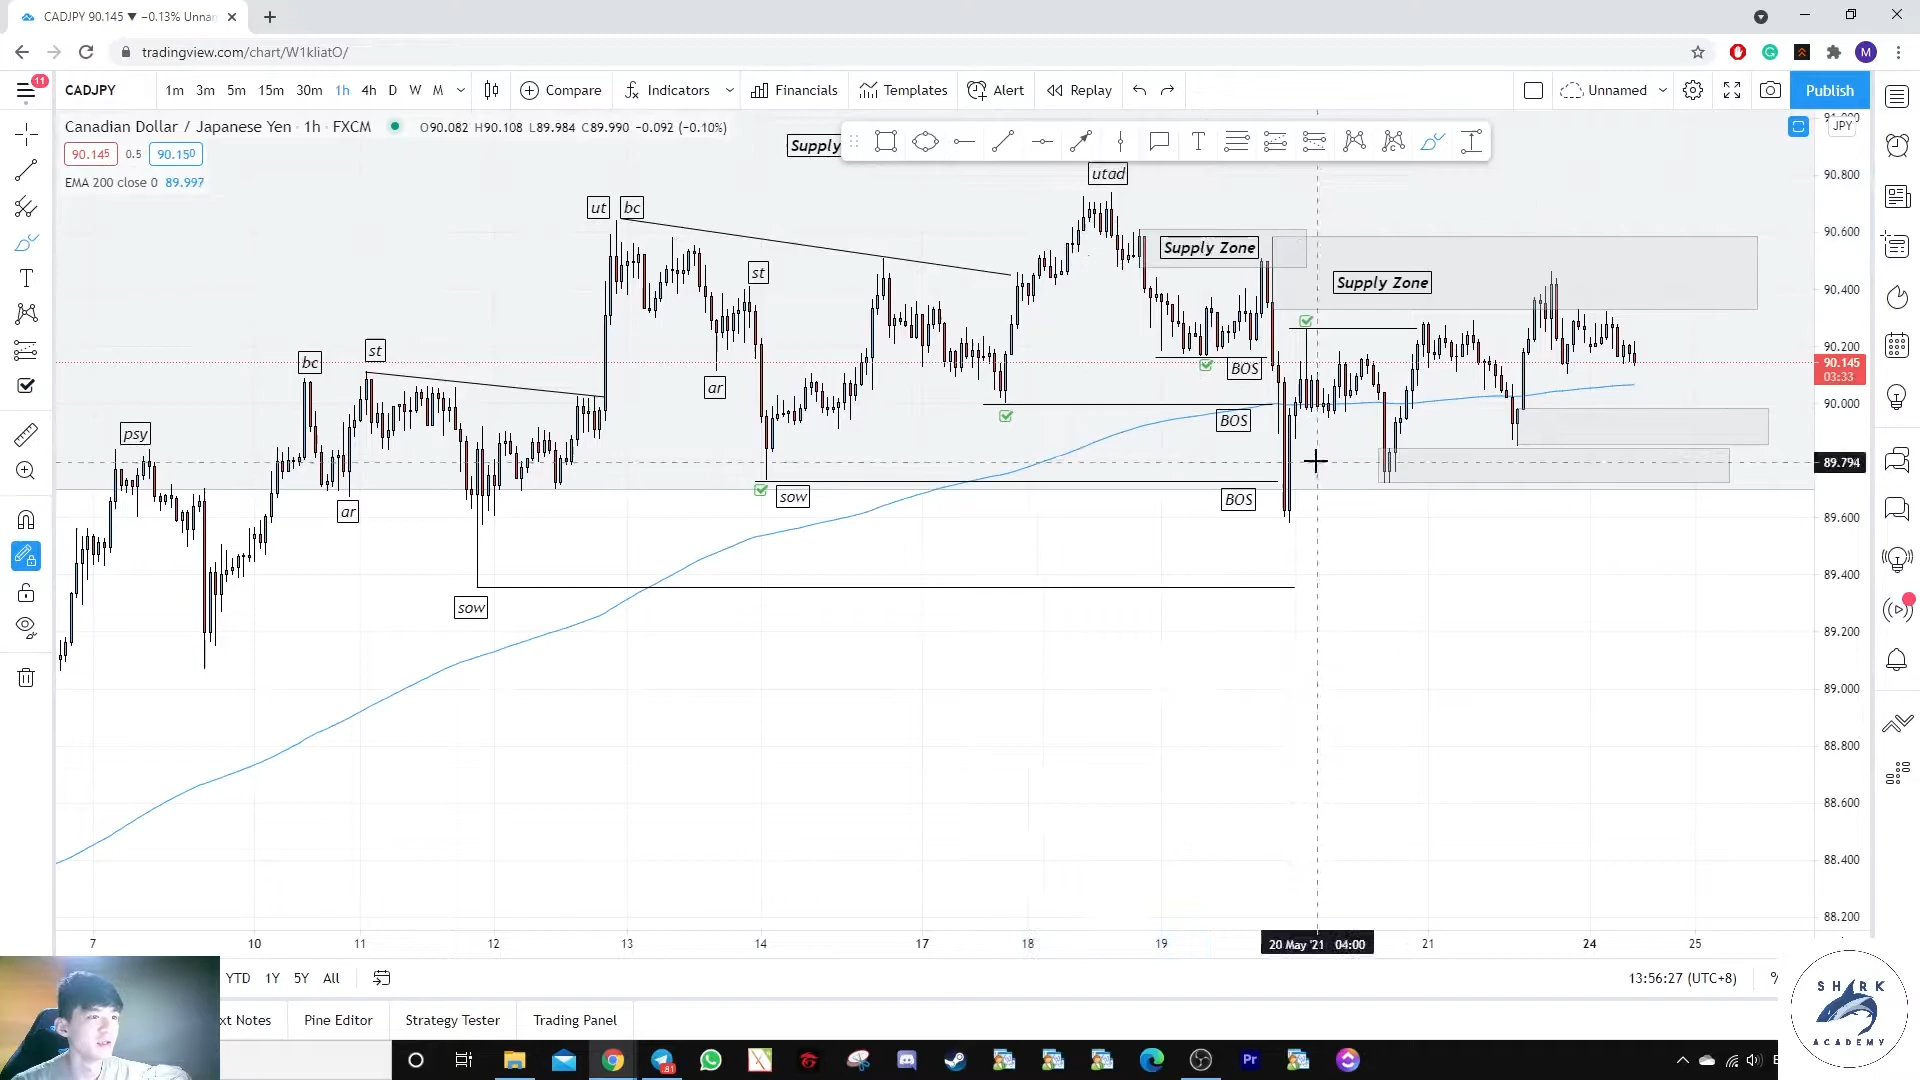 CADJPY 90.145 ▼ −0.13% Unnan
tradingview.com/chart/W1kIiatO/
11
CADJPY 1m 3m 5m 15m 30m 1h 4h D W M Compare Indicators Financials Templates Alert Replay Unnamed Publish
Canadian Dollar / Japanese Yen · 1h · FXCM O90.082 H90.108 L89.984 C89.990 −0.092 (−0.10%)
JPY
90.145 0.5 90.150
EMA 200 close 0 89.997
Supply
utad
90.800
ut bc
90.600
Supply Zone
st
Supply Zone
90.400
st
bc
90.200
90.145
03:33
BOS
ar
90.000
BOS
psy
89.794
sow
BOS
ar
89.600
89.400
sow
89.200
89.000
88.800
88.600
88.400
88.200
7 10 11 12 13 14 17 18 19 20 May '21 04:00 21 24 25
YTD 1Y 5Y All
13:56:27 (UTC+8) %
xt Notes Pine Editor Strategy Tester Trading Panel
SHARK
ACADEMY
81
Pr